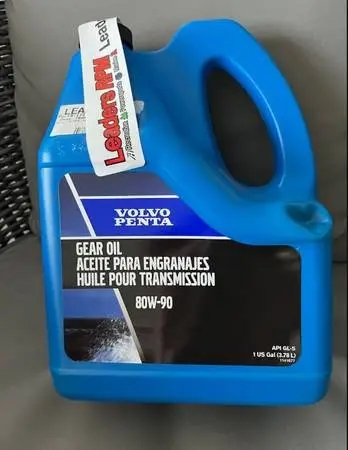 Leaders RPM
LEA
VOLVO
PENTA
GEAR OIL
ACEITE PARA ENGRANAJES
HUILE POUR TRANSMISSION
80W-90
API GL-5
1 US Gal (3.78 L)